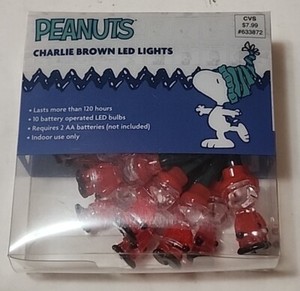 PEANUTS
CVS
$7.99
#633872
CHARLIE BROWN LED LIGHTS
• Lasts more than 120 hours
• 10 battery operated LED bulbs
• Requires 2 AA batteries (not included)
• Indoor use only